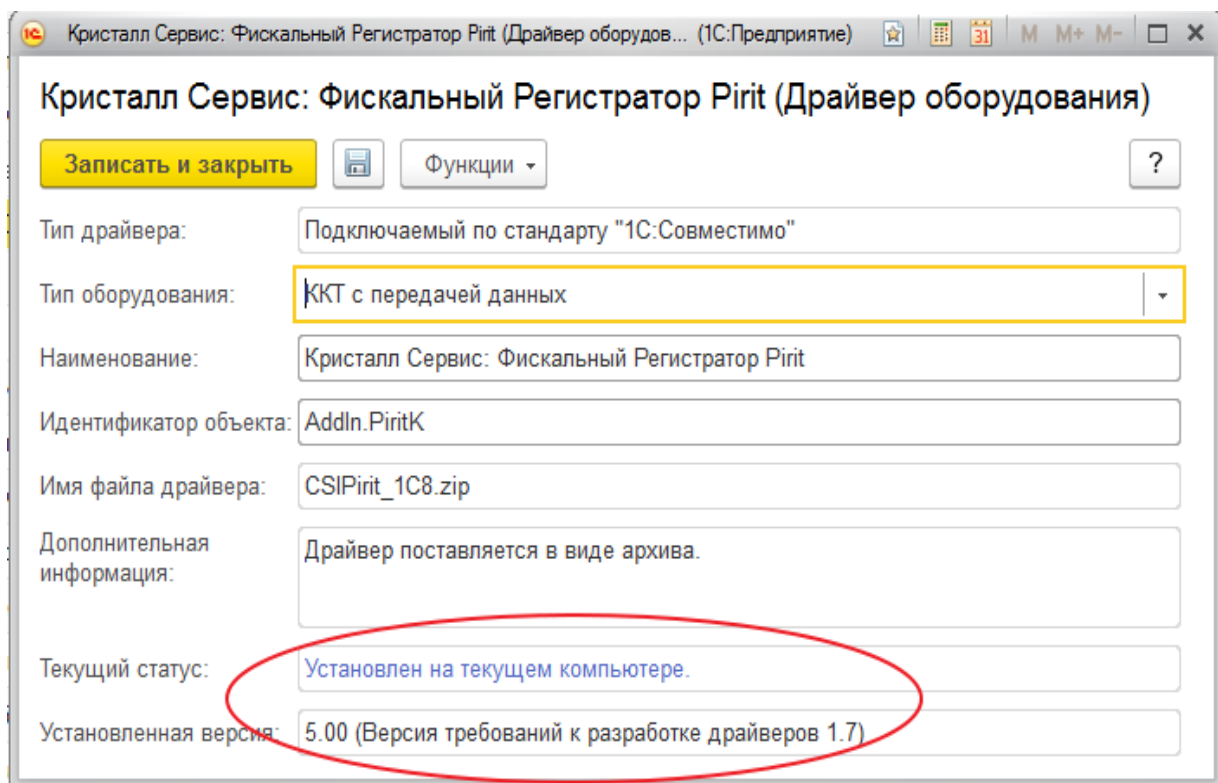 1С Кристалл Сервис: Фискальный Регистратор Pirit (Драйвер оборудов... (1С:Предприятие) 31 M M+ M-
Кристалл Сервис: Фискальный Регистратор Pirit (Драйвер оборудования)
Записать и закрыть Функции ?
Тип драйвера: Подключаемый по стандарту "1С:Совместимо"
Тип оборудования: ККТ с передачей данных
Наименование: Кристалл Сервис: Фискальный Регистратор Pirit
Идентификатор объекта: AddIn.PiritK
Имя файла драйвера: CSIPirit_1C8.zip
Дополнительная
информация: Драйвер поставляется в виде архива.
Текущий статус: Установлен на текущем компьютере.
Установленная версия: 5.00 (Версия требований к разработке драйверов 1.7)